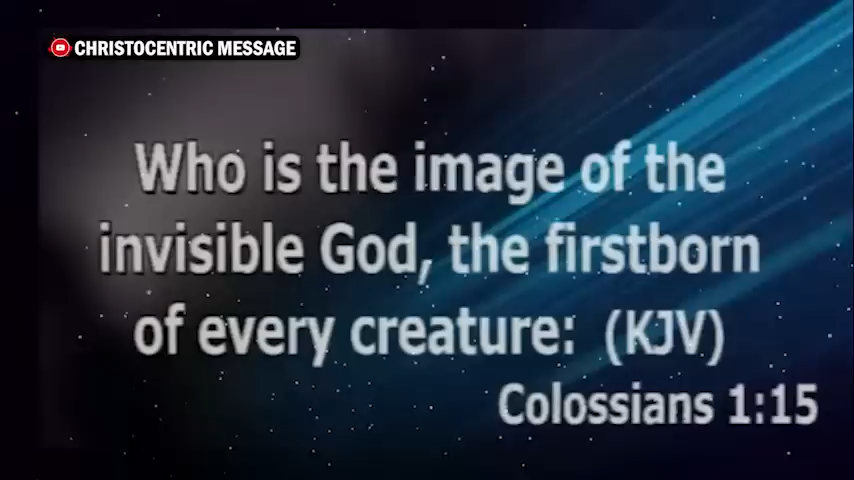 CHRISTOCENTRIC MESSAGE
Who is the image of the
invisible God, the firstborn
of every creature: (KJV)
Colossians 1:15